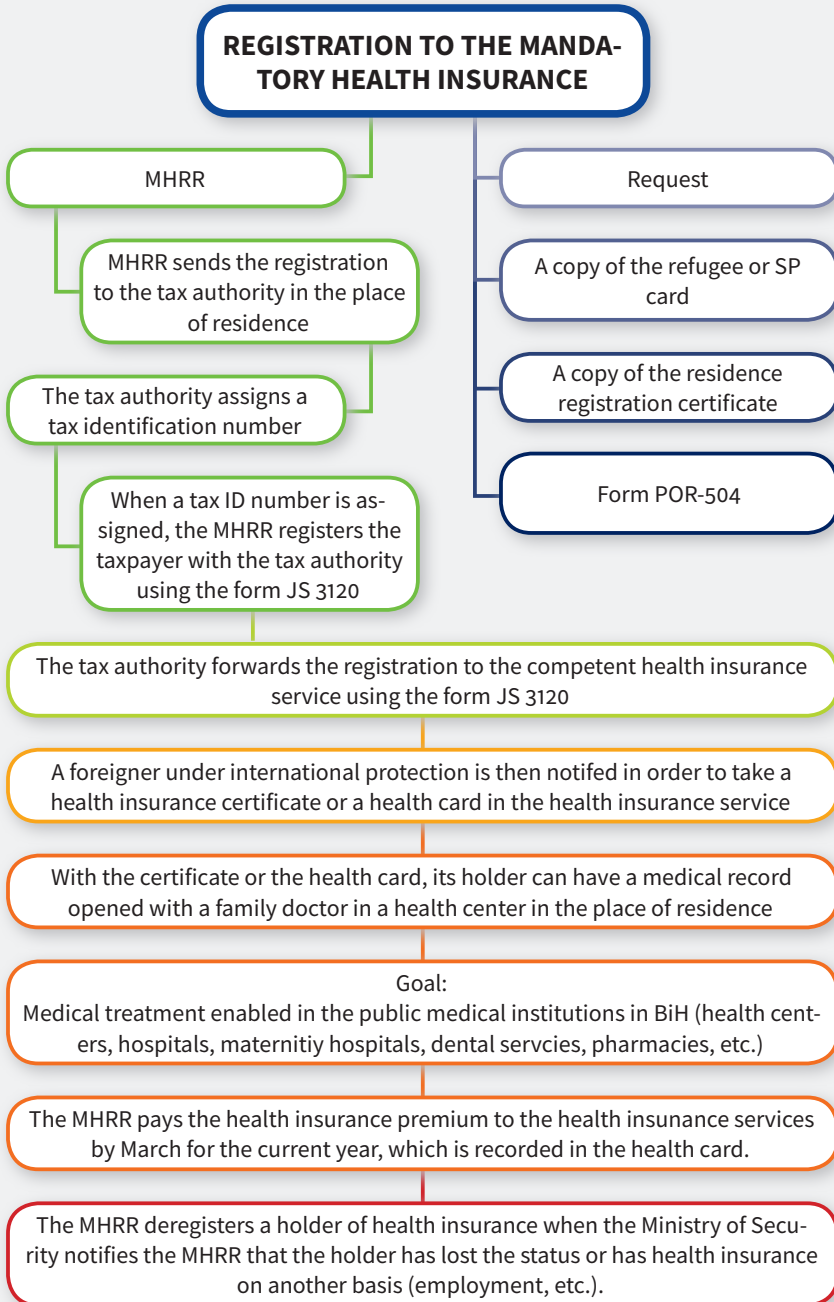 REGISTRATION TO THE MANDA-
TORY HEALTH INSURANCE
MHRR
MHRR sends the registration
to the tax authority in the place
of residence
The tax authority assigns a
tax identification number
When a tax ID number is as-
signed, the MHRR registers the
taxpayer with the tax authority
using the form JS 3120
Request
A copy of the refugee or SP
card
A copy of the residence
registration certificate
Form POR-504
The tax authority forwards the registration to the competent health insurance
service using the form JS 3120
A foreigner under international protection is then notifed in order to take a
health insurance certificate or a health card in the health insurance service
With the certificate or the health card, its holder can have a medical record
opened with a family doctor in a health center in the place of residence
Goal:
Medical treatment enabled in the public medical institutions in BiH (health cent-
ers, hospitals, maternitiy hospitals, dental servcies, pharmacies, etc.)
The MHRR pays the health insurance premium to the health insunance services
by March for the current year, which is recorded in the health card.
The MHRR deregisters a holder of health insurance when the Ministry of Secu-
rity notifies the MHRR that the holder has lost the status or has health insurance
on another basis (employment, etc.).